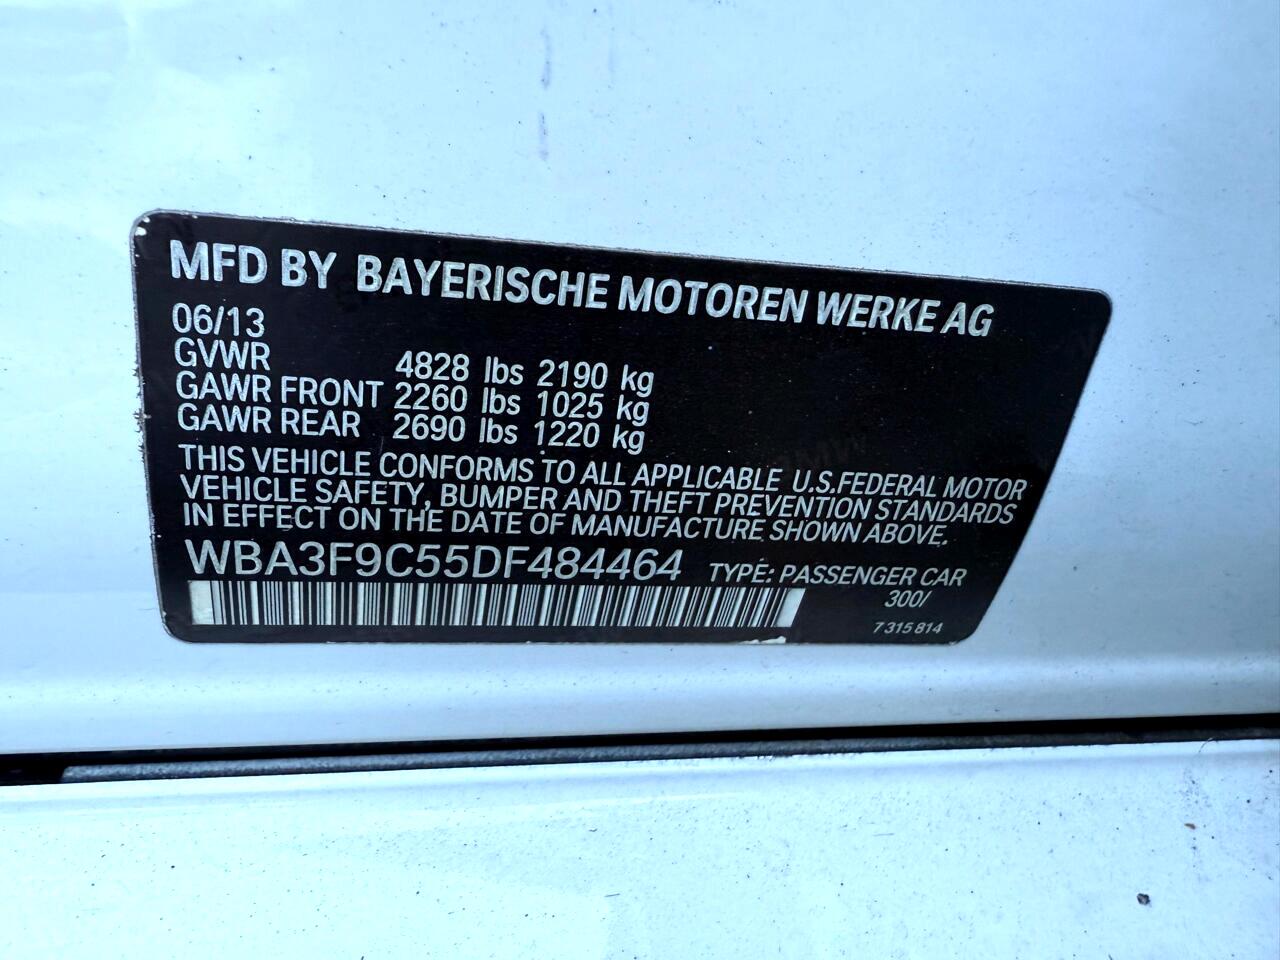 MFD BY BAYERISCHE MOTOREN WERKE AG
06/13
GVWR 4828 lbs 2190 kg
GAWR FRONT 2260 lbs 1025 kg
GAWR REAR 2690 lbs 1220 kg
THIS VEHICLE CONFORMS TO ALL APPLICABLE U.S.FEDERAL MOTOR
VEHICLE SAFETY, BUMPER AND THEFT PREVENTION STANDARDS
IN EFFECT ON THE DATE OF MANUFACTURE SHOWN ABOVE.
WBA3F9C55DF484464 TYPE: PASSENGER CAR
300/
7 315 814